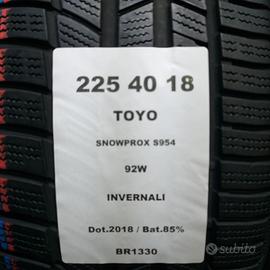 225 40 18
TOYO
SNOWPROX S954
92W
INVERNALI
Dot.2018 / Bat.85%
BR1330
subito